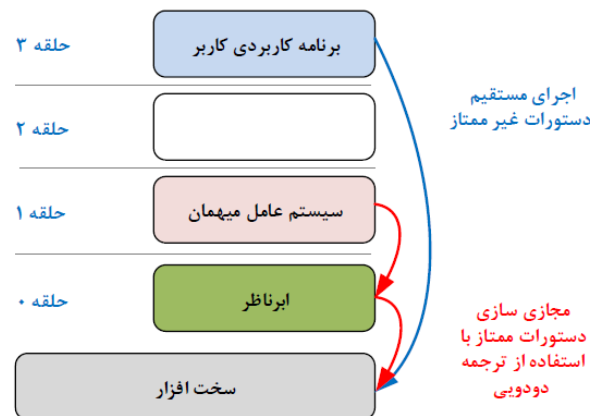 حلقه ۳
برنامه کاربردی کاربر
اجرای مستقیم
دستورات غیر ممتاز
حلقه ۲
حلقه ۱
سیستم عامل میهمان
حلقه ۰
ابرناظر
مجازی سازی
دستورات ممتاز با
استفاده از ترجمه
دودویی
سخت افزار